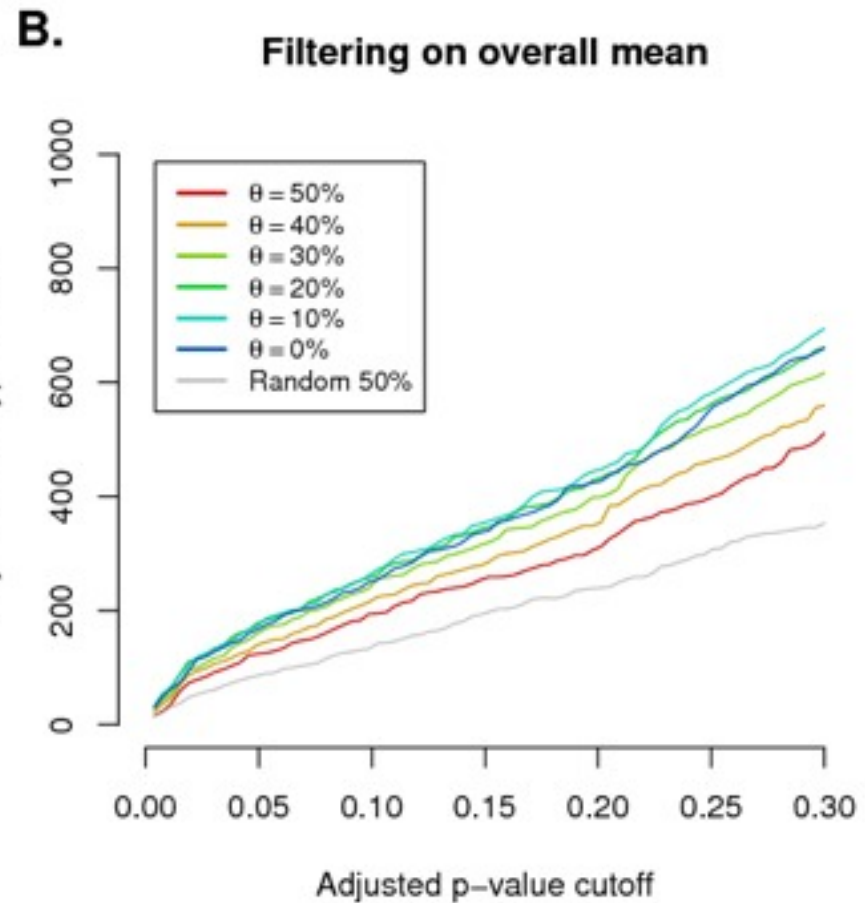 B.
Filtering on overall mean
1000
800
600
400
200
0
θ = 50%
θ = 40%
θ = 30%
θ = 20%
θ = 10%
θ = 0%
Random 50%
0.00 0.05 0.10 0.15 0.20 0.25 0.30
Adjusted p−value cutoff